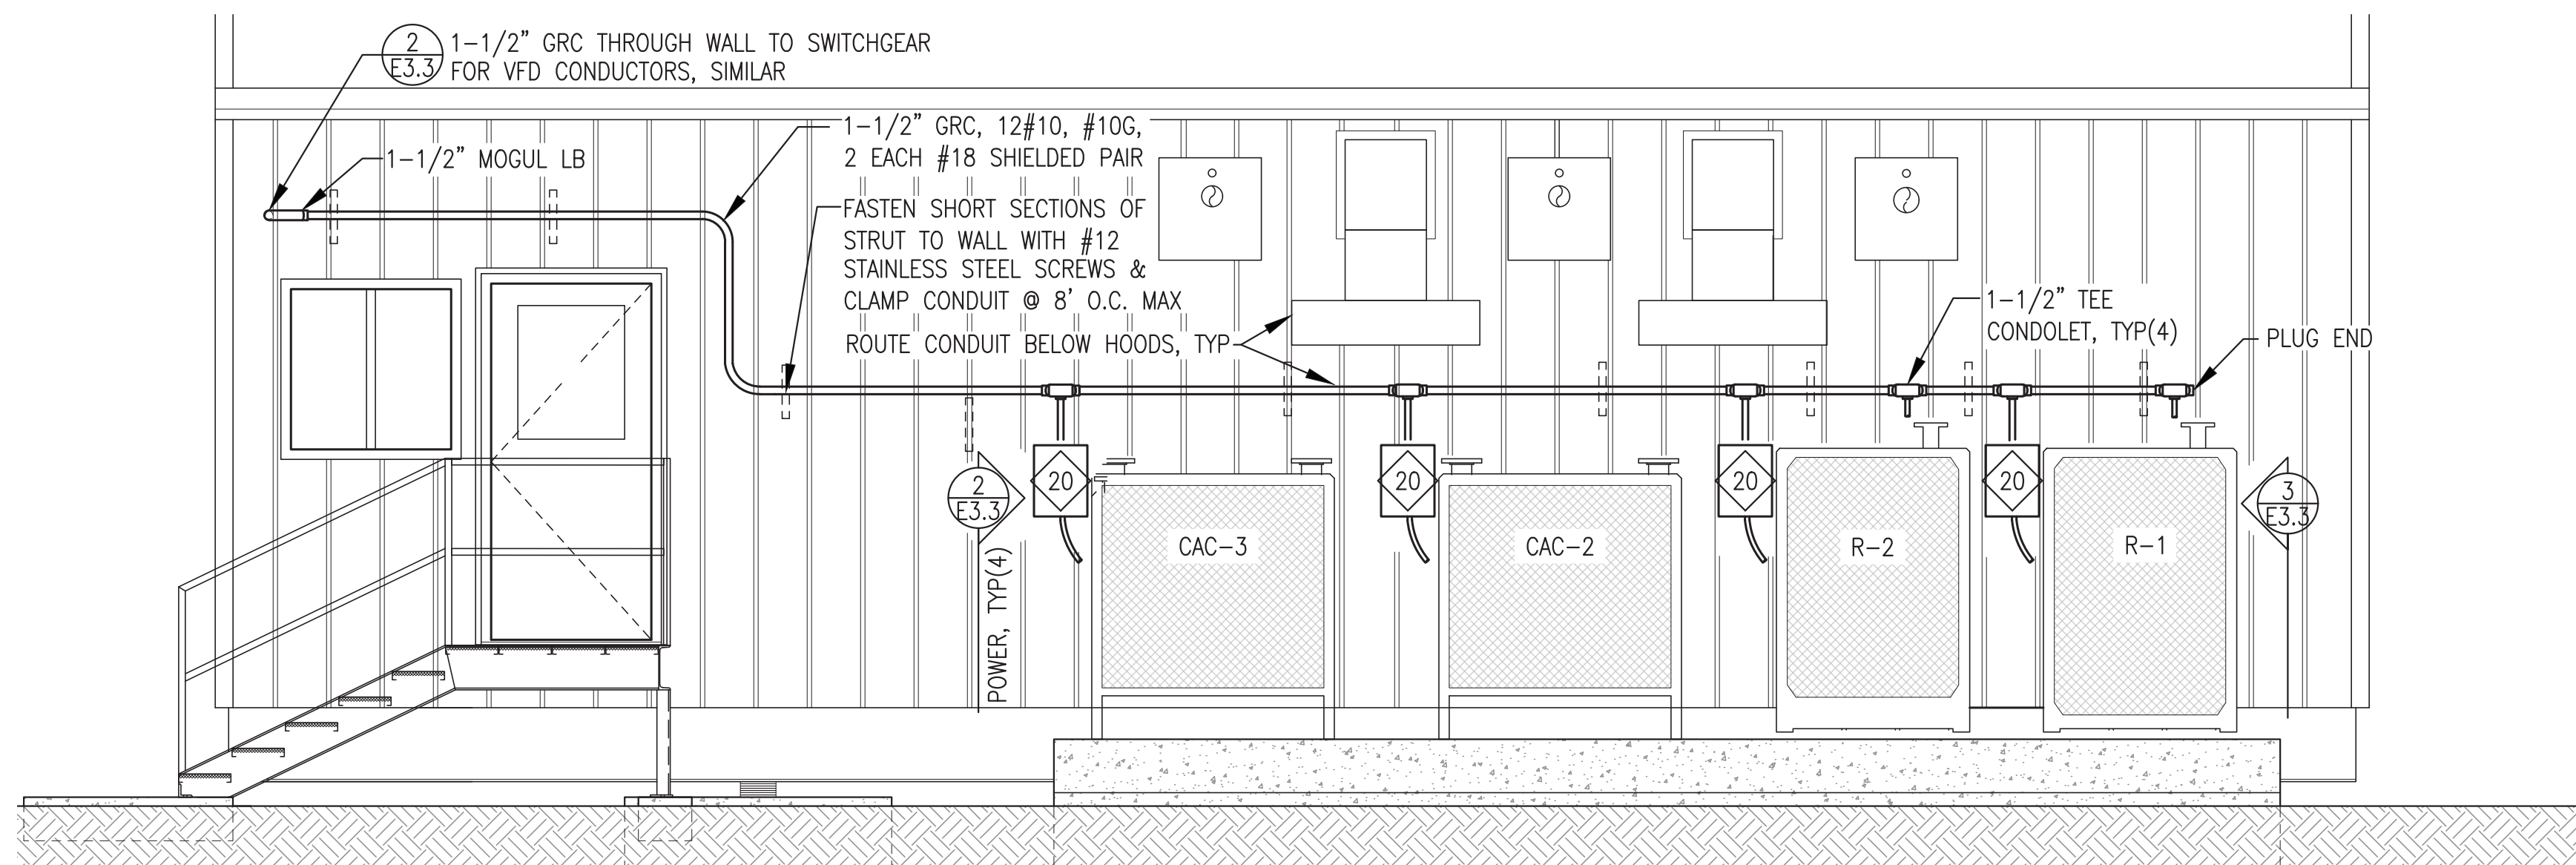 2
E3.3
1-1/2" GRC THROUGH WALL TO SWITCHGEAR
FOR VFD CONDUCTORS, SIMILAR
1-1/2" MOGUL LB
1-1/2" GRC, 12#10, #10G,
2 EACH #18 SHIELDED PAIR
FASTEN SHORT SECTIONS OF
STRUT TO WALL WITH #12
STAINLESS STEEL SCREWS &
CLAMP CONDUIT @ 8' O.C. MAX
ROUTE CONDUIT BELOW HOODS, TYP
1-1/2" TEE
CONDOLET, TYP(4)
PLUG END
2
E3.3
POWER, TYP(4)
20
20
20
20
3
E3.3
CAC-3
CAC-2
R-2
R-1